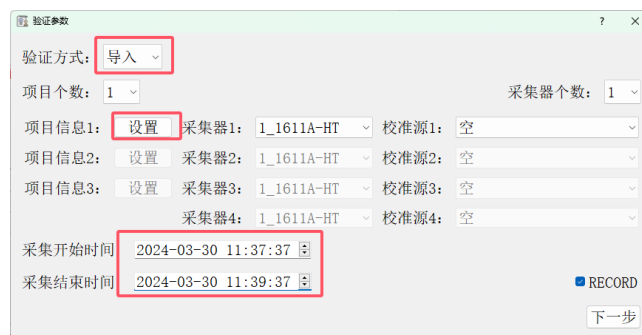 验证参数 ? ×
验证方式: 导入
项目个数: 1 采集器个数: 1
项目信息1: 设置 采集器1: 1_1611A-HT 校准源1: 空
项目信息2: 设置 采集器2: 1_1611A-HT 校准源2: 空
项目信息3: 设置 采集器3: 1_1611A-HT 校准源3: 空
采集器4: 1_1611A-HT 校准源4: 空
采集开始时间 2024-03-30 11:37:37
采集结束时间 2024-03-30 11:39:37 RECORD
下一步